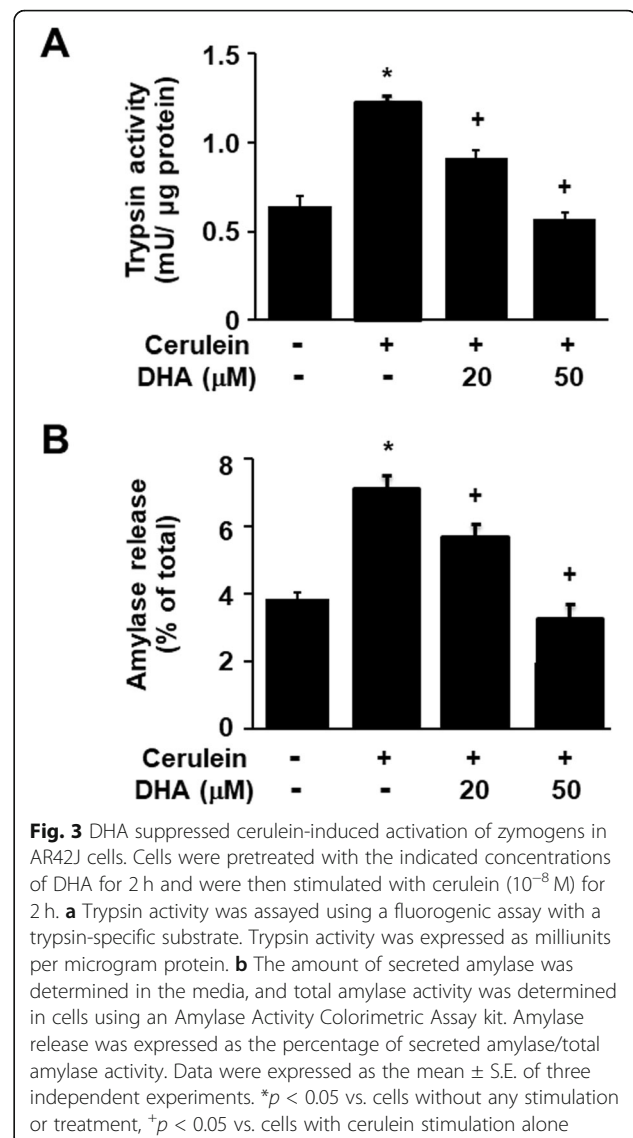 A
Trypsin activity
(mU/ µg protein)
1.5
1.0
0.5
0
*
+
+
Cerulein - + + +
DHA (µM) - - 20 50
B
Amylase release
(% of total)
8
6
4
2
0
*
+
+
Cerulein - + + +
DHA (µM) - - 20 50
Fig. 3 DHA suppressed cerulein-induced activation of zymogens in
AR42J cells. Cells were pretreated with the indicated concentrations
of DHA for 2 h and were then stimulated with cerulein (10⁻⁸ M) for
2 h. a Trypsin activity was assayed using a fluorogenic assay with a
trypsin-specific substrate. Trypsin activity was expressed as milliunits
per microgram protein. b The amount of secreted amylase was
determined in the media, and total amylase activity was determined
in cells using an Amylase Activity Colorimetric Assay kit. Amylase
release was expressed as the percentage of secreted amylase/total
amylase activity. Data were expressed as the mean ± S.E. of three
independent experiments. *p < 0.05 vs. cells without any stimulation
or treatment, ⁺p < 0.05 vs. cells with cerulein stimulation alone